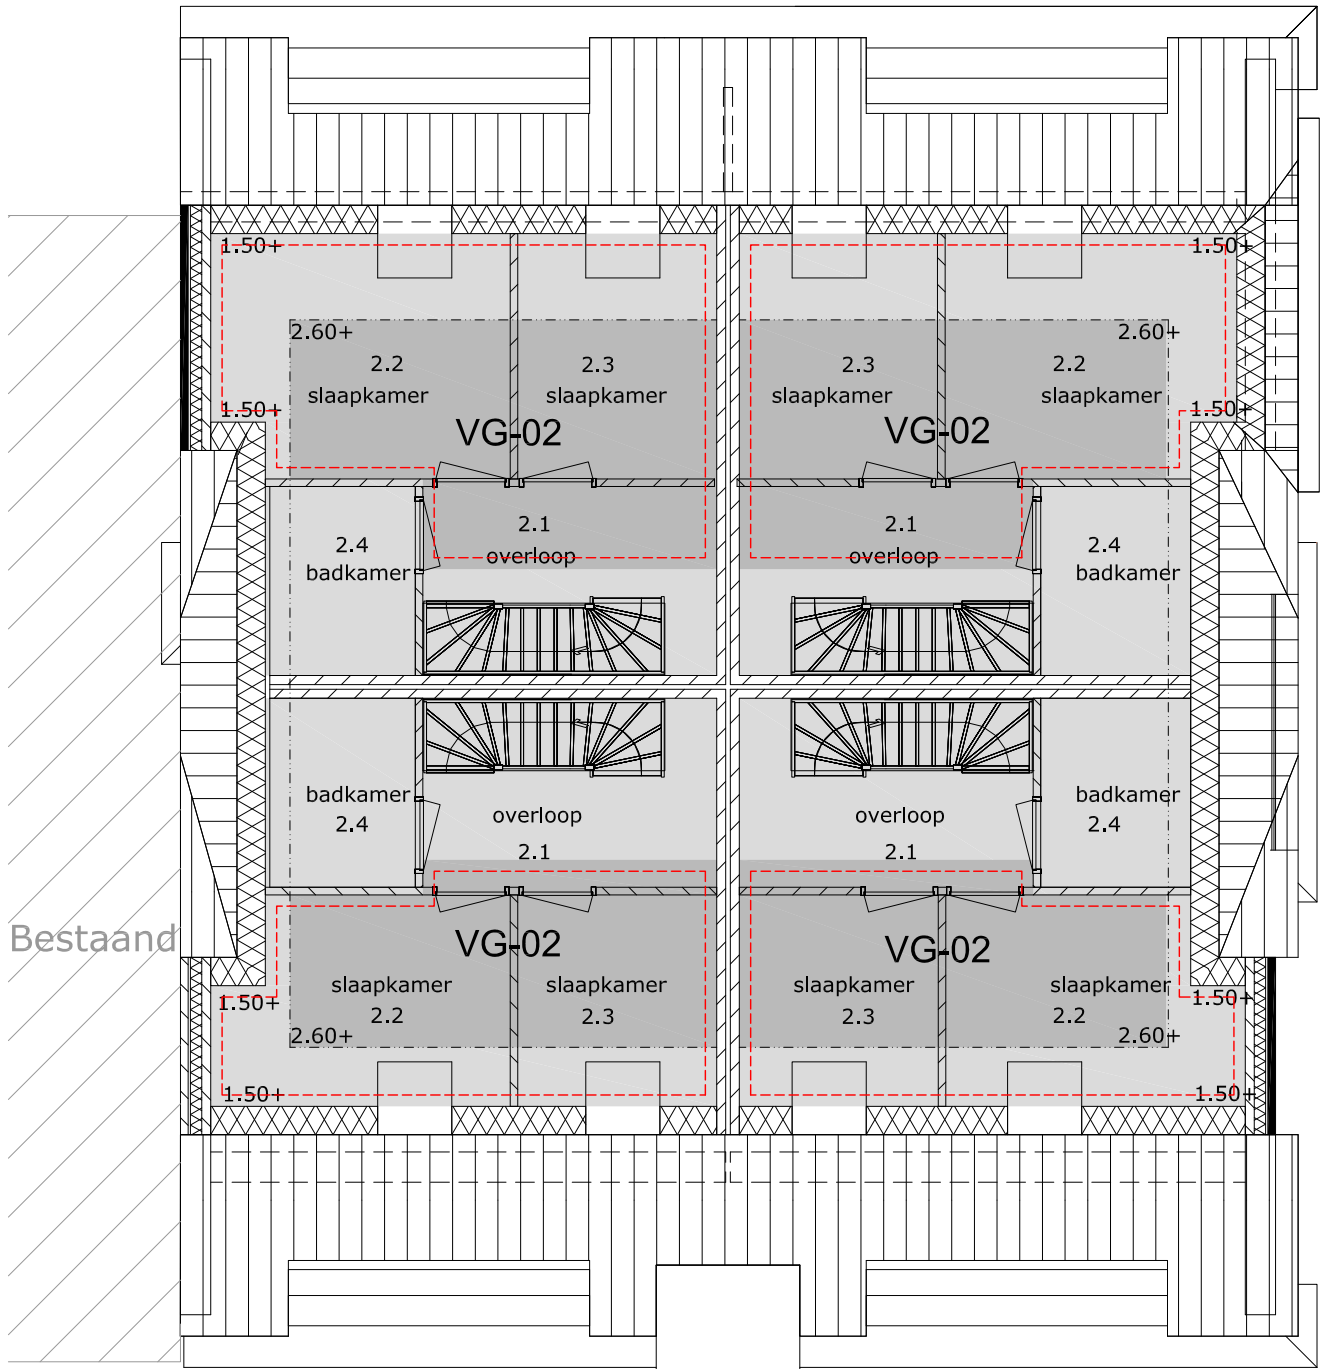 1.50+
1.50+
2.60+
2.60+
2.2
slaapkamer
2.3
slaapkamer
2.3
slaapkamer
2.2
slaapkamer
1.50+
1.50+
VG-02
VG-02
2.1
overloop
2.1
overloop
2.4
badkamer
2.4
badkamer
badkamer
2.4
overloop
2.1
overloop
2.1
badkamer
2.4
Bestaand
VG-02
VG-02
slaapkamer
2.2
slaapkamer
2.3
slaapkamer
2.3
slaapkamer
2.2
1.50+
1.50+
2.60+
2.60+
1.50+
1.50+